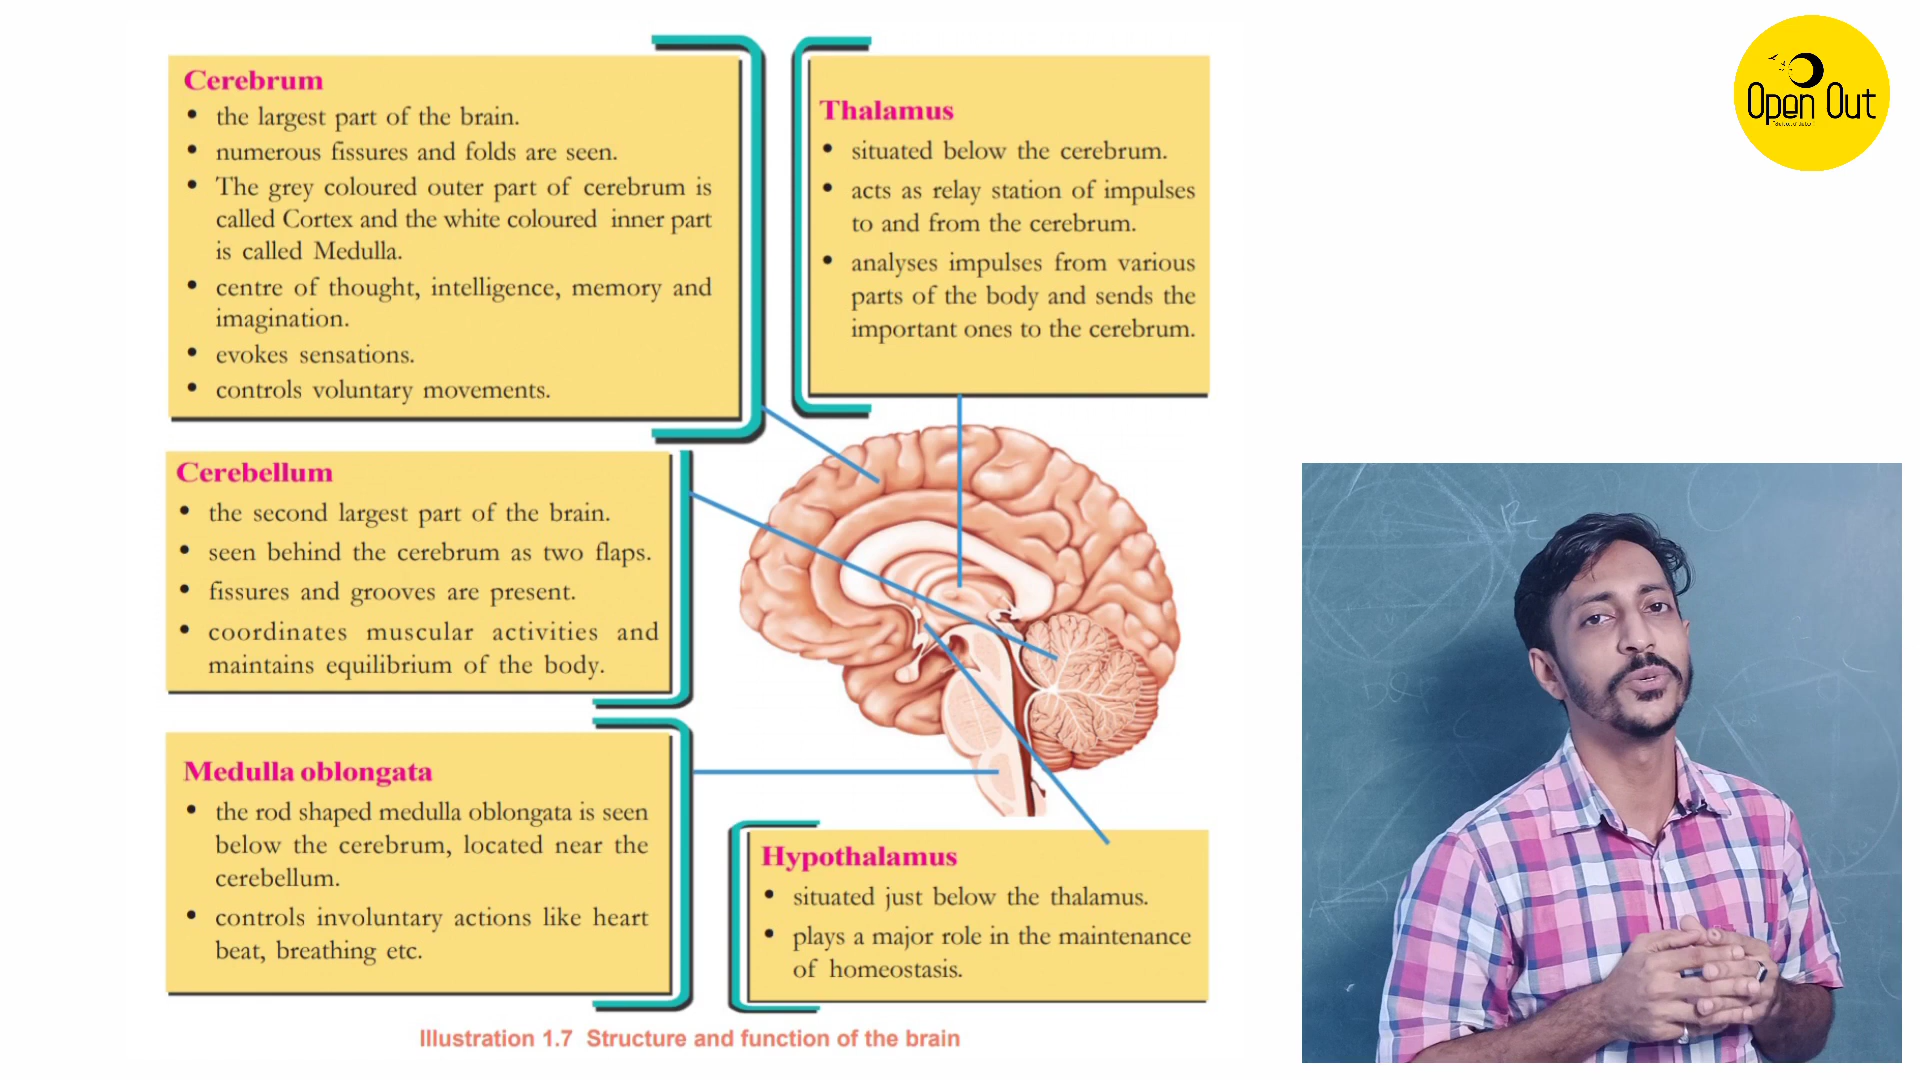 Cerebrum
• the largest part of the brain.
• numerous fissures and folds are seen.
• The grey coloured outer part of cerebrum is
called Cortex and the white coloured inner part
is called Medulla.
• centre of thought, intelligence, memory and
imagination.
• evokes sensations.
• controls voluntary movements.
Thalamus
• situated below the cerebrum.
• acts as relay station of impulses
to and from the cerebrum.
• analyses impulses from various
parts of the body and sends the
important ones to the cerebrum.
Open Out
Cerebellum
• the second largest part of the brain.
• seen behind the cerebrum as two flaps.
• fissures and grooves are present.
• coordinates muscular activities and
maintains equilibrium of the body.
Medulla oblongata
• the rod shaped medulla oblongata is seen
below the cerebrum, located near the
cerebellum.
• controls involuntary actions like heart
beat, breathing etc.
Hypothalamus
• situated just below the thalamus.
• plays a major role in the maintenance
of homeostasis.
Illustration 1.7 Structure and function of the brain